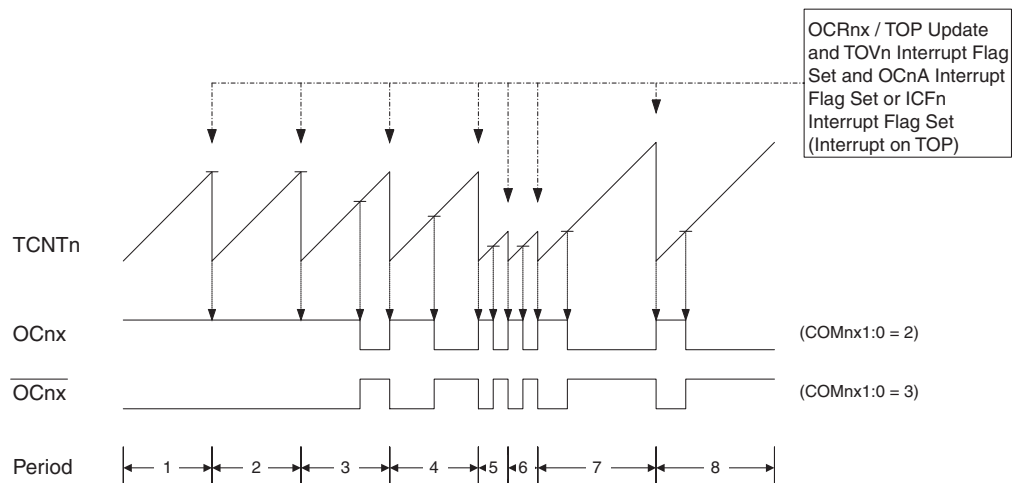 OCRnx / TOP Update
and TOVn Interrupt Flag
Set and OCnA Interrupt
Flag Set or ICFn
Interrupt Flag Set
(Interrupt on TOP)
TCNTn
OCnx
(COMnx1:0 = 2)
OCnx
(COMnx1:0 = 3)
Period 1 2 3 4 5 6 7 8